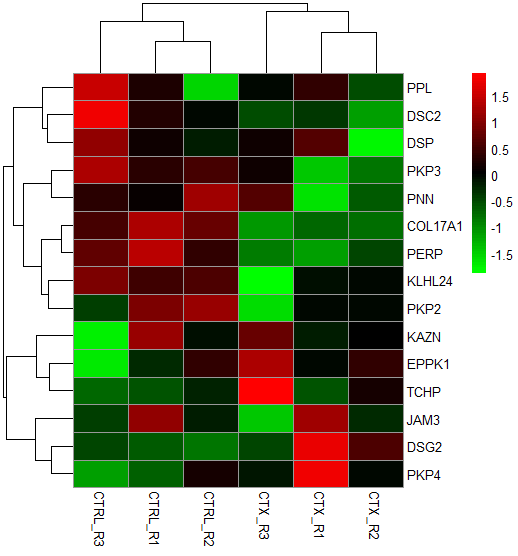 PPL
DSC2
DSP
PKP3
PNN
COL17A1
PERP
KLHL24
PKP2
KAZN
EPPK1
TCHP
JAM3
DSG2
PKP4
1.5
1
0.5
0
-0.5
-1
-1.5
CTRL_R3
CTRL_R1
CTRL_R2
CTX_R3
CTX_R1
CTX_R2